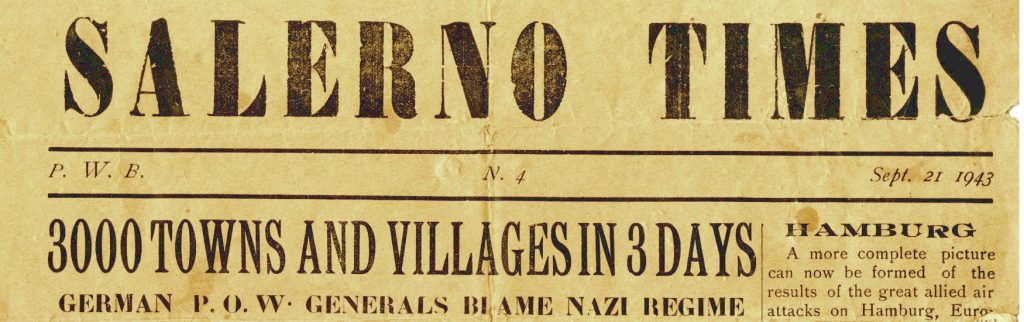 SALERNO TIMES
P. W. B. N. 4 Sept. 21 1943
3000 TOWNS AND VILLAGES IN 3 DAYS
GERMAN P. O. W. GENERALS BLAME NAZI REGIME
HAMBURG
A more complete picture
can now be formed of the
results of the great allied air
attacks on Hamburg, Euro-